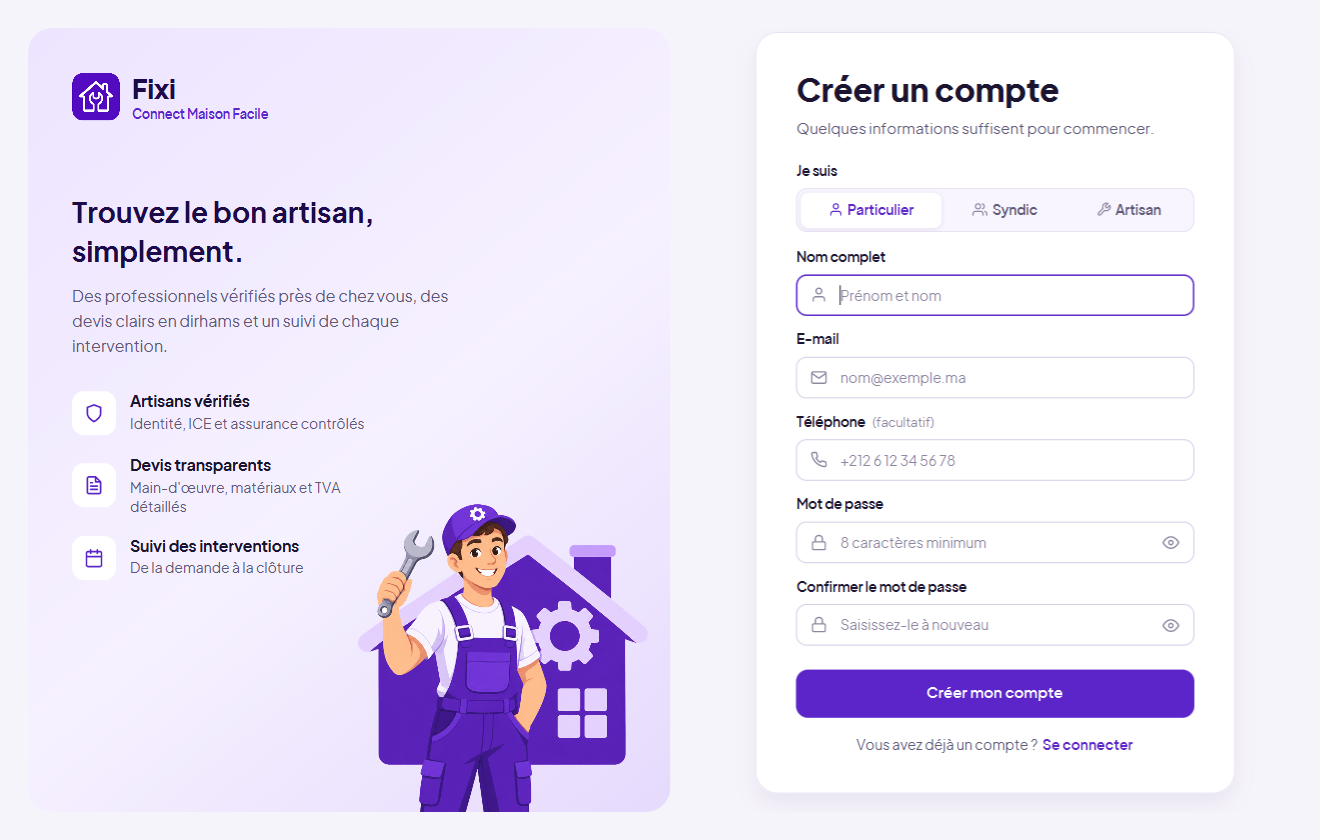 Fixi
Connect Maison Facile
Trouvez le bon artisan,
simplement.
Des professionnels vérifiés près de chez vous, des
devis clairs en dirhams et un suivi de chaque
intervention.
Artisans vérifiés
Identité, ICE et assurance contrôlés
Devis transparents
Main-d'œuvre, matériaux et TVA
détaillés
Suivi des interventions
De la demande à la clôture
Créer un compte
Quelques informations suffisent pour commencer.
Je suis
Particulier Syndic Artisan
Nom complet
Prénom et nom
E-mail
nom@exemple.ma
Téléphone (facultatif)
+212 6 12 34 56 78
Mot de passe
8 caractères minimum
Confirmer le mot de passe
Saisissez-le à nouveau
Créer mon compte
Vous avez déjà un compte ? Se connecter